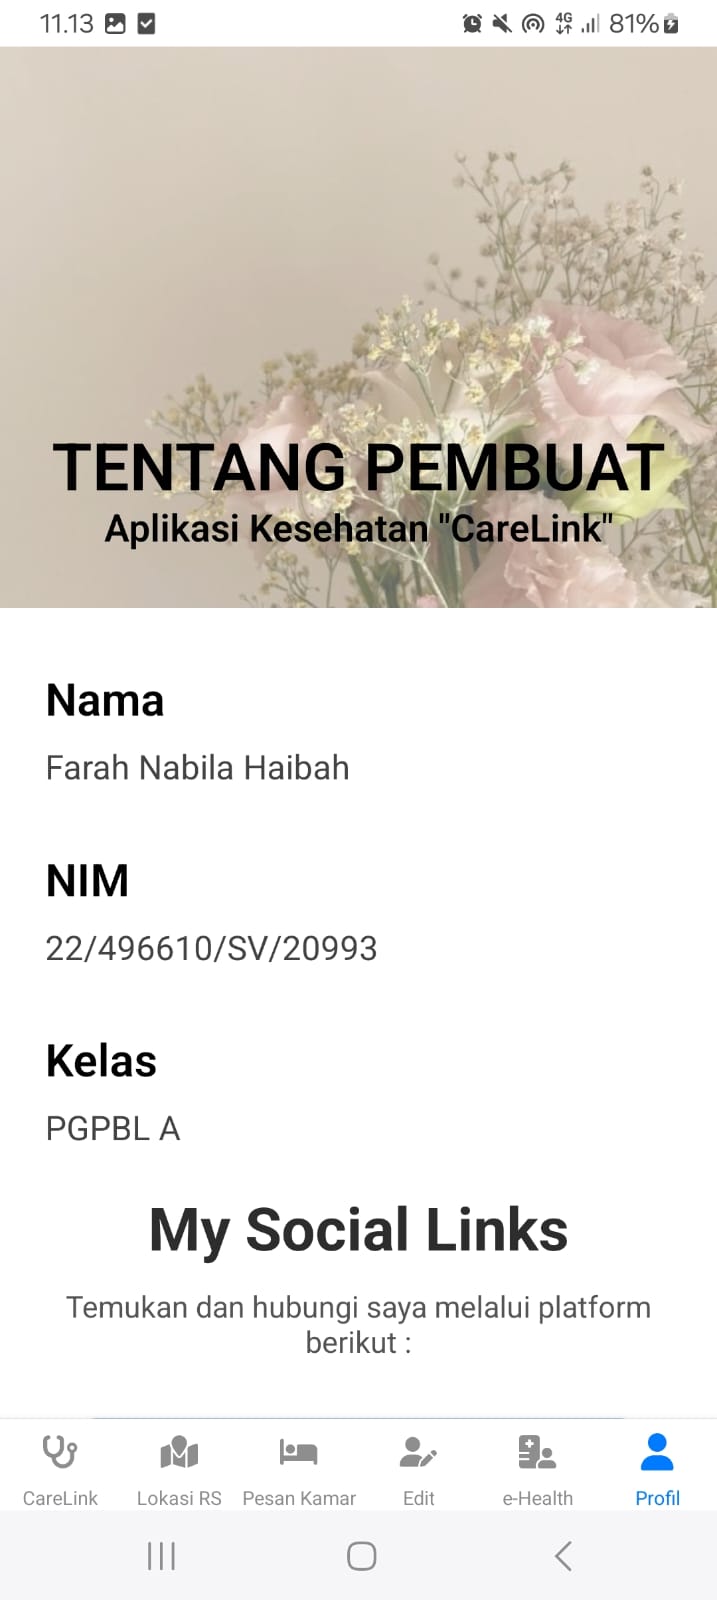 11.13
4G
81%
TENTANG PEMBUAT
Aplikasi Kesehatan "CareLink"
Nama
Farah Nabila Haibah
NIM
22/496610/SV/20993
Kelas
PGPBL A
My Social Links
Temukan dan hubungi saya melalui platform
berikut :
CareLink
Lokasi RS
Pesan Kamar
Edit
e-Health
Profil